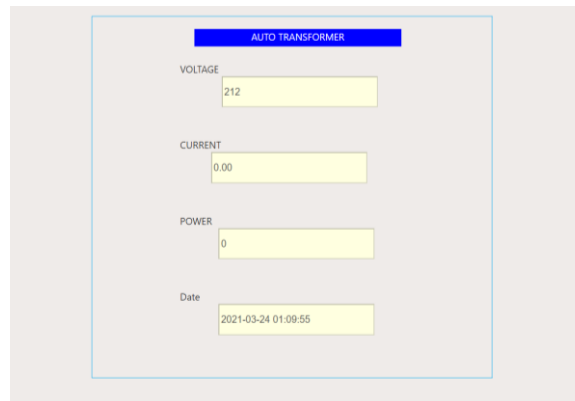 AUTO TRANSFORMER
VOLTAGE
212
CURRENT
0.00
POWER
0
Date
2021-03-24 01:09:55